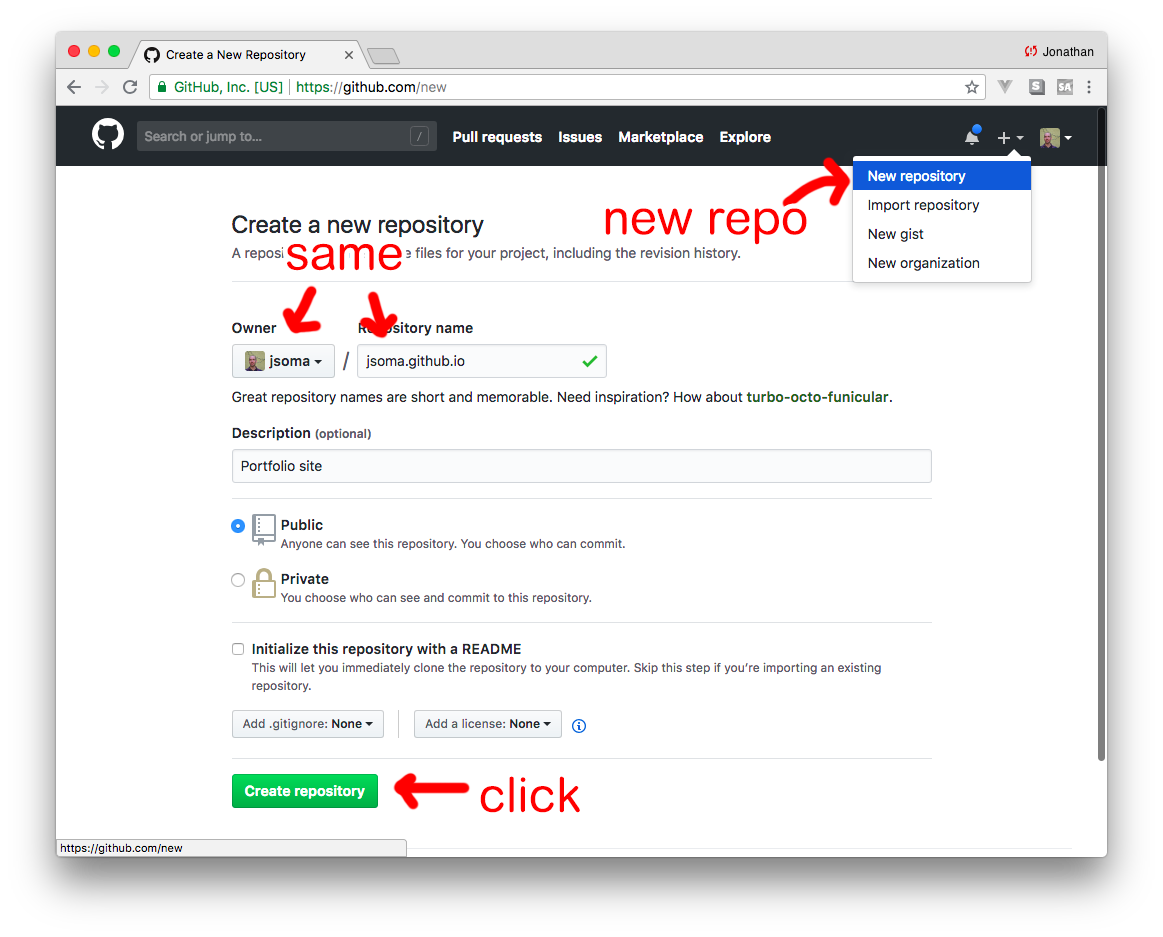 Create a New Repository
Jonathan
GitHub, Inc. [US] https://github.com/new
S SA
Search or jump to... /
Pull requests Issues Marketplace Explore
New repository
Import repository
New gist
New organization
new repo
Create a new repository
same
A reposi e files for your project, including the revision history.
Owner Repository name
jsoma / jsoma.github.io
Great repository names are short and memorable. Need inspiration? How about turbo-octo-funicular.
Description (optional)
Portfolio site
Public
Anyone can see this repository. You choose who can commit.
Private
You choose who can see and commit to this repository.
Initialize this repository with a README
This will let you immediately clone the repository to your computer. Skip this step if you’re importing an existing
repository.
Add .gitignore: None Add a license: None
Create repository
click
https://github.com/new